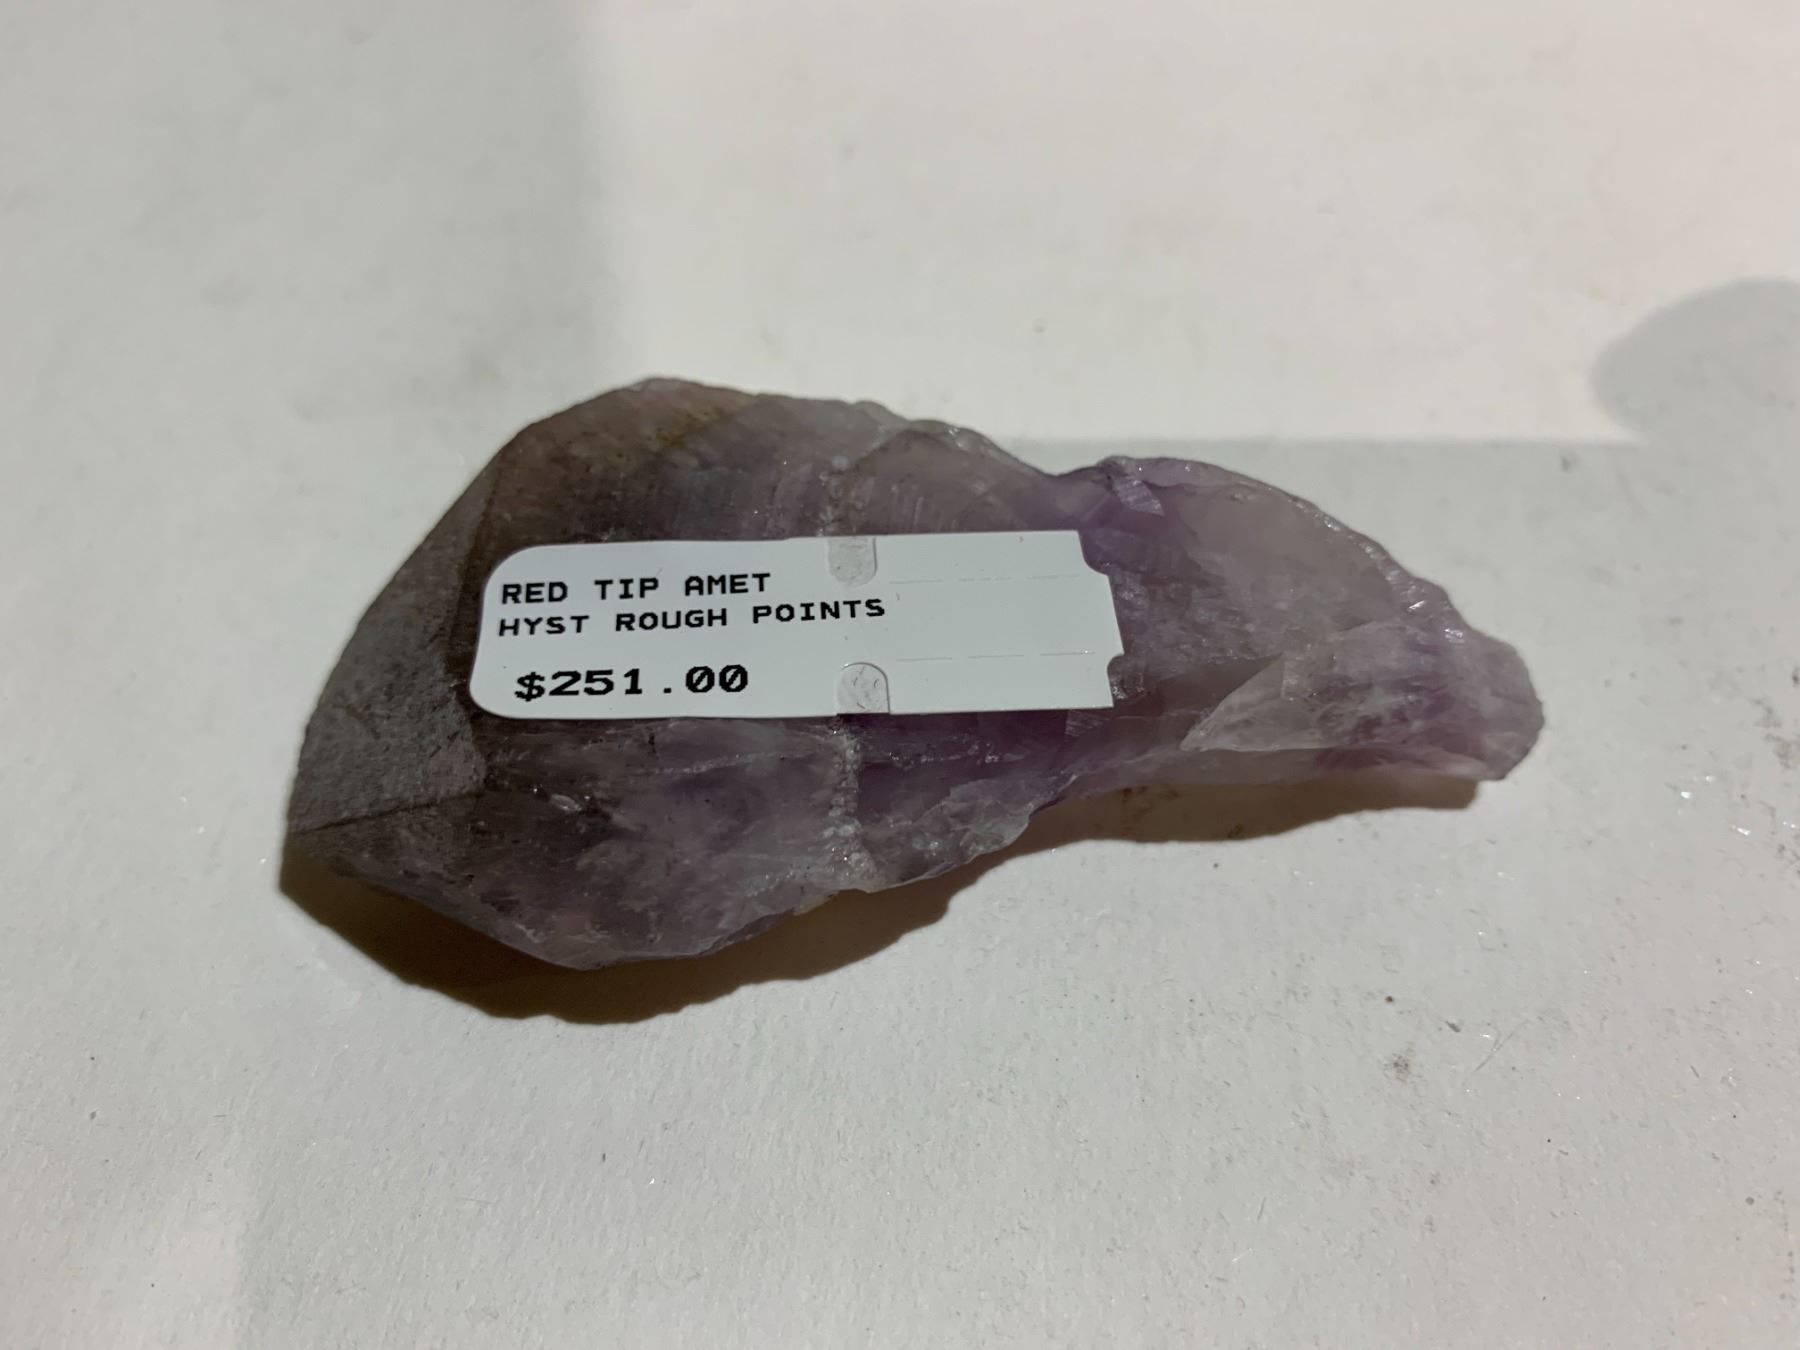 RED TIP AMET
HYST ROUGH POINTS
$251.00